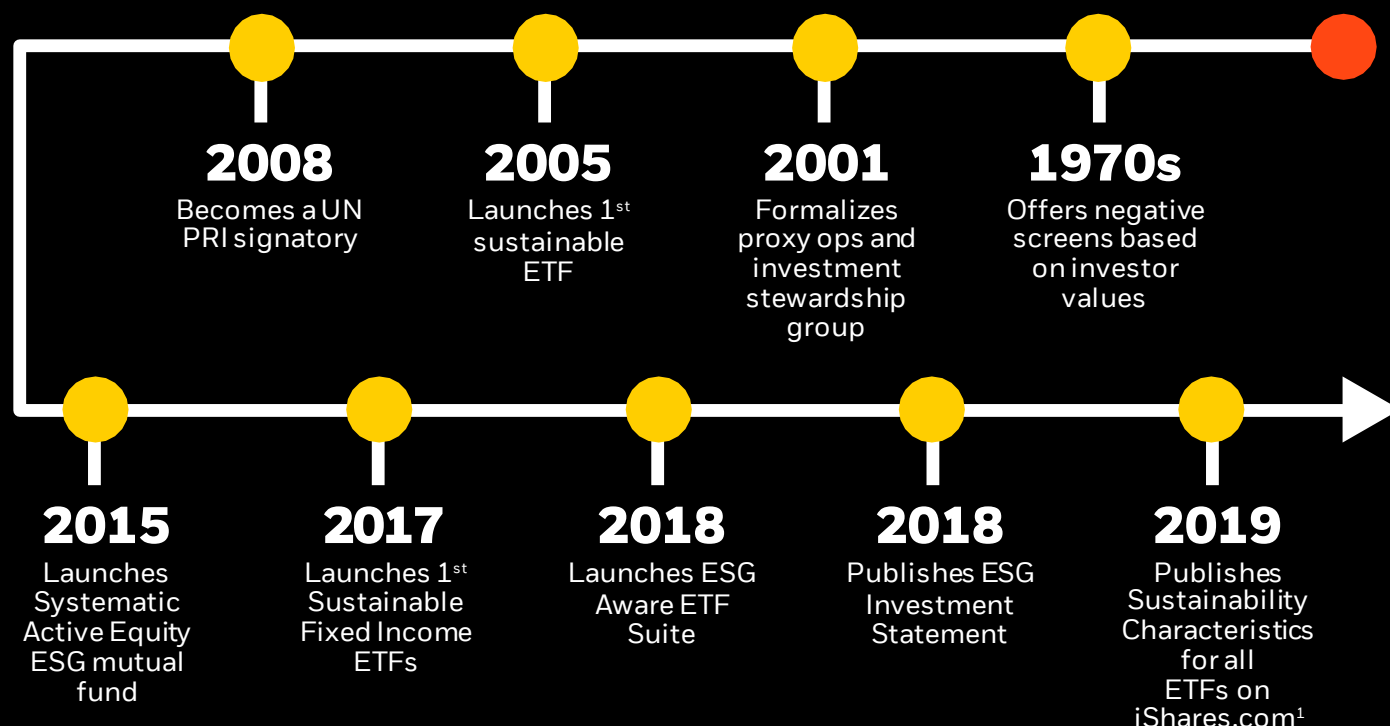 2008
Becomes a UN
PRI signatory
2005
Launches 1st
sustainable
ETF
2001
Formalizes
proxy ops and
investment
stewardship
group
1970s
Offers negative
screens based
on investor
values
2015
Launches
Systematic
Active Equity
ESG mutual
fund
2017
Launches 1st
Sustainable
Fixed Income
ETFs
2018
Launches ESG
Aware ETF
Suite
2018
Publishes ESG
Investment
Statement
2019
Publishes
Sustainability
Characteristics
for all
ETFs on
iShares.com1